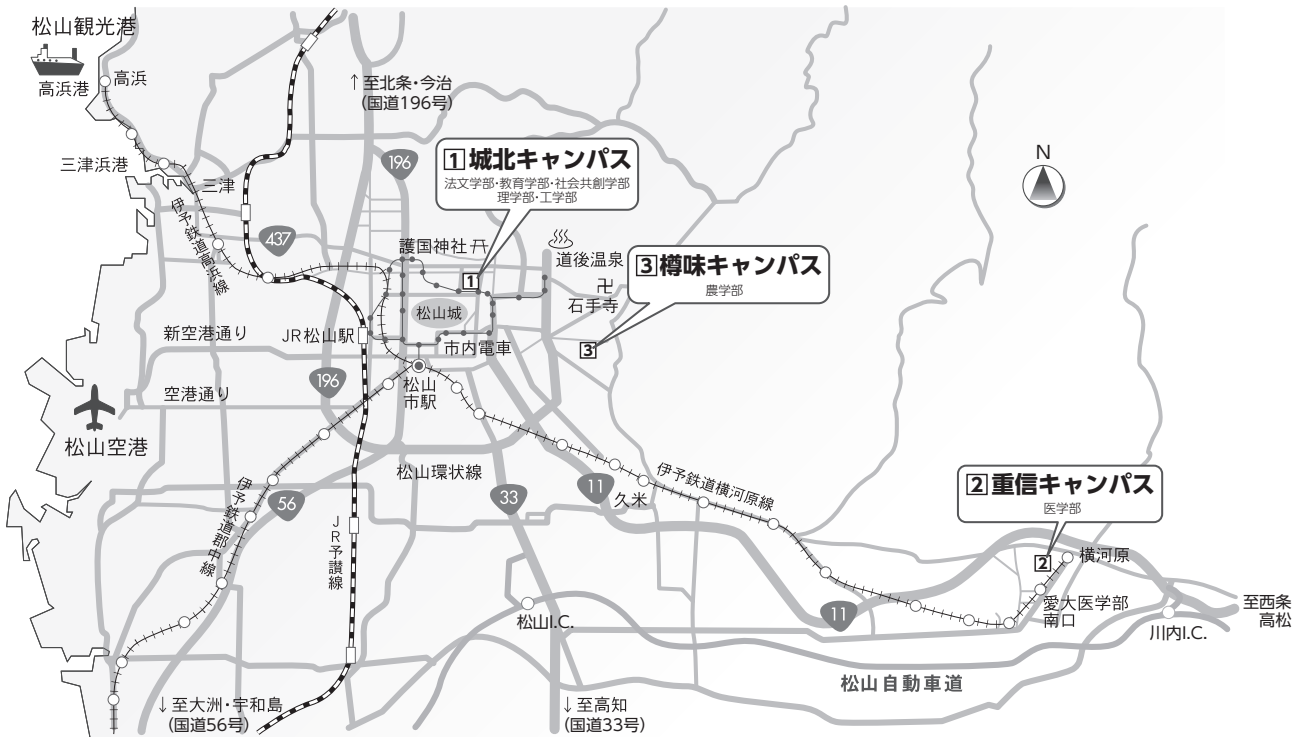 松山観光港
高浜港
高浜
↑至北条・今治
(国道196号)
三津浜港
三津
伊予鉄道高浜線
196
1 城北キャンパス
法文学部・教育学部・社会共創学部
理学部・工学部
N
437
護国神社
道後温泉
3 樽味キャンパス
農学部
1
石手寺
松山城
新空港通り
JR松山駅
市内電車
3
空港通り
196
松山
市駅
松山空港
松山環状線
伊予鉄道郡中線
56
33
11
久米
伊予鉄道横河原線
2 重信キャンパス
医学部
JR予讃線
2
横河原
松山I.C.
11
愛大医学部
南口
至西条
高松
川内I.C.
松山自動車道
↓至大洲・宇和島
(国道56号)
↓至高知
(国道33号)